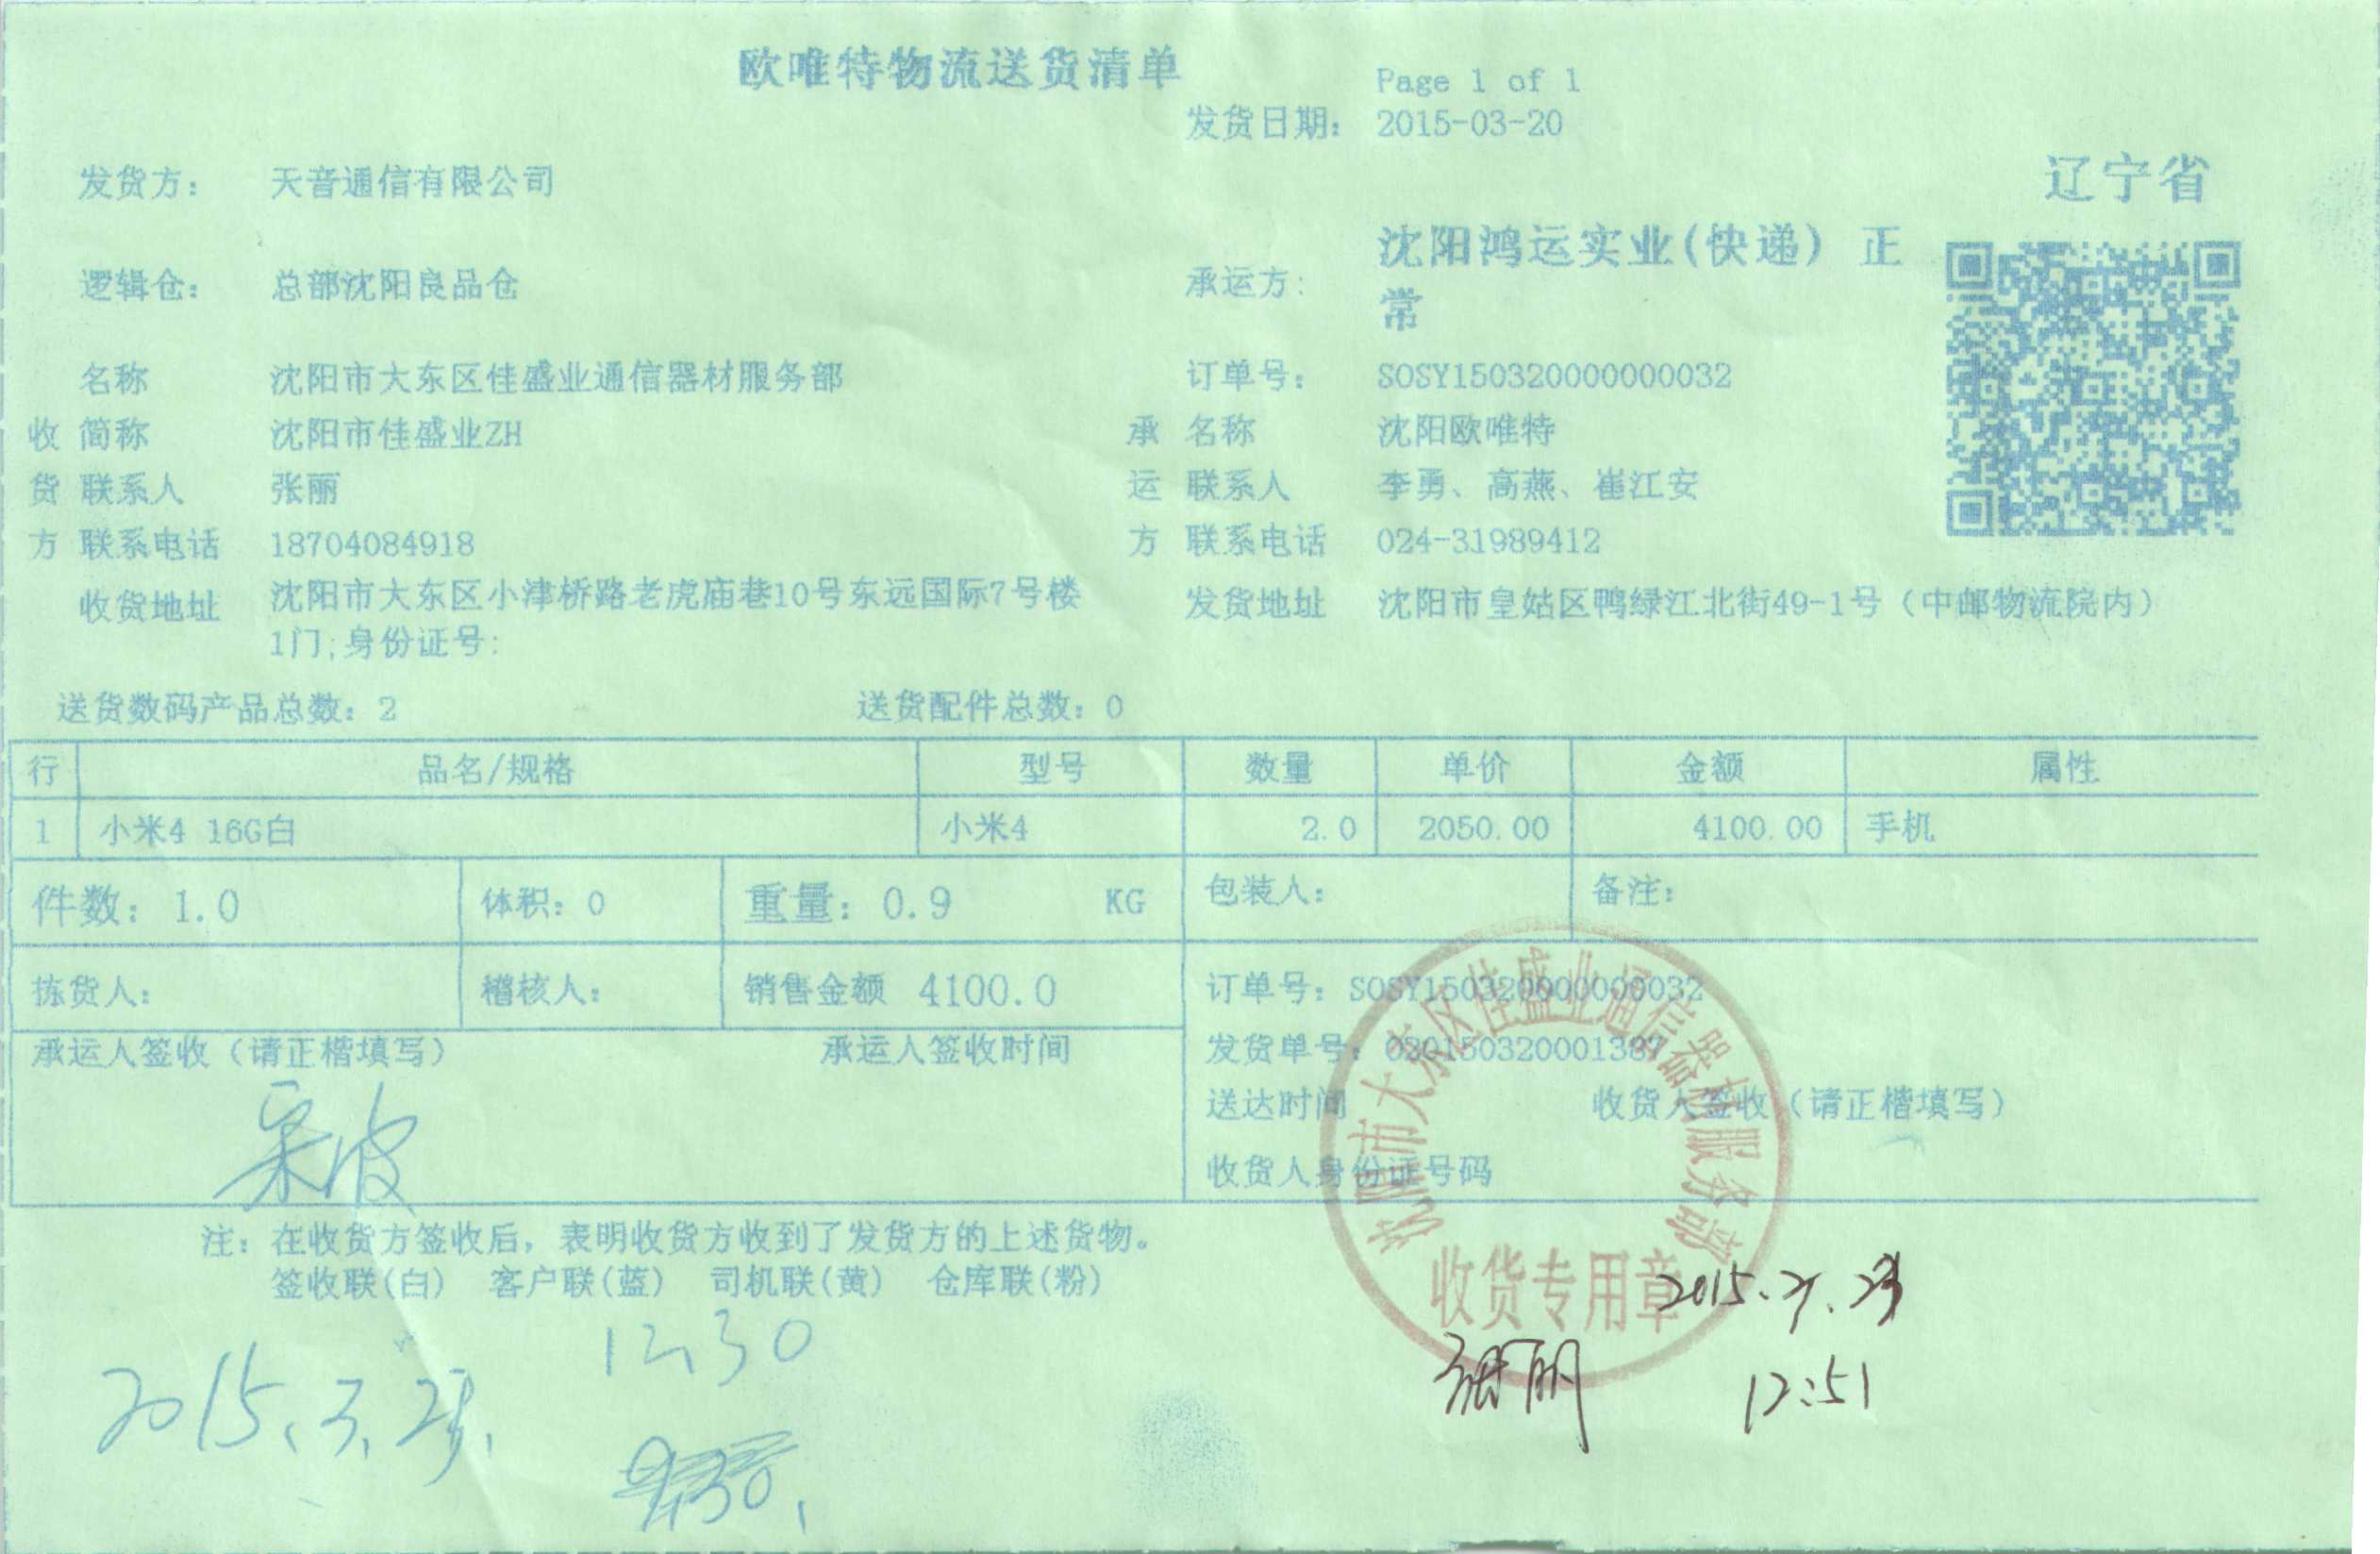 欧唯特物流送货清单
Page 1 of 1
发货日期: 2015-03-20
发货方: 天音通信有限公司
辽宁省
逻辑仓: 总部沈阳良品仓
承运方: 沈阳鸿运实业(快递) 正
常
名称 沈阳市大东区佳盛业通信器材服务部 订单号: SOSY150320000000032
收 简称 沈阳市佳盛业ZH 承 名称 沈阳欧唯特
货 联系人 张丽 运 联系人 李勇、高燕、崔江安
方 联系电话 18704084918 方 联系电话 024-31989412
收货地址 沈阳市大东区小津桥路老虎庙巷10号东远国际7号楼 发货地址 沈阳市皇姑区鸭绿江北街49-1号（中邮物流院内）
1门;身份证号:
送货数码产品总数: 2 送货配件总数: 0
行 品名/规格 型号 数量 单价 金额 属性
1 小米4 16G白 小米4 2.0 2050.00 4100.00 手机
件数: 1.0 体积: 0 重量: 0.9 KG 包装人: 备注:
拣货人: 稽核人: 销售金额 4100.0 订单号: SOSY150320000000032
承运人签收（请正楷填写） 承运人签收时间 发货单号:
送达时间 收货人签收（请正楷填写）
收货人身份证号码
沈阳市大东区佳盛业通信器材服务部
收货专用章
注: 在收货方签收后，表明收货方收到了发货方的上述货物。
签收联(白) 客户联(蓝) 司机联(黄) 仓库联(粉)
12:30
张丽
12:51